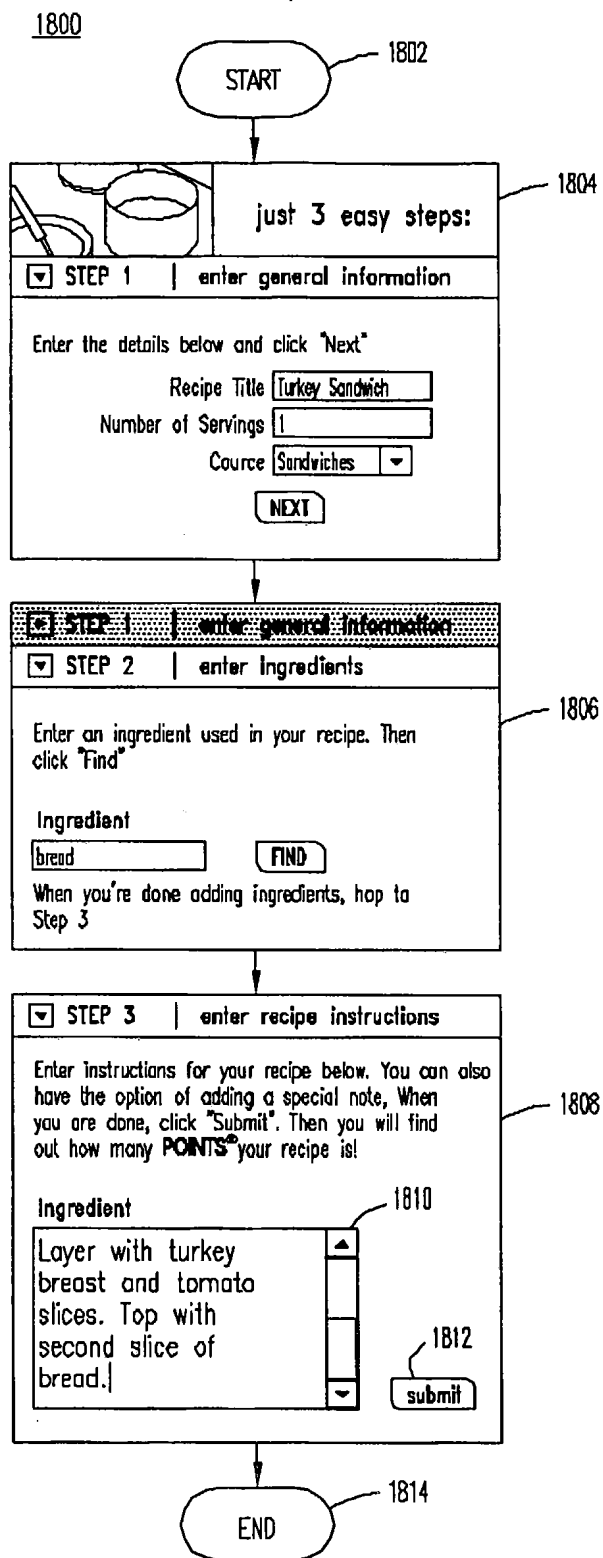 1800
START
1802
just 3 easy steps:
1804
STEP 1 | enter general information
Enter the details below and click "Next"
Recipe Title Turkey Sandwich
Number of Servings 1
Cource Sandwiches
NEXT
STEP 1 | enter general information
STEP 2 | enter ingredients
1806
Enter an ingredient used in your recipe. Then
click "Find"
Ingredient
bread FIND
When you're done adding ingredients, hop to
Step 3
STEP 3 | enter recipe instructions
Enter instructions for your recipe below. You can also
have the option of adding a special note, When
you are done, click "Submit". Then you will find
out how many POINTS® your recipe is!
1808
Ingredient
1810
Layer with turkey
breast and tomato
slices. Top with
second slice of
bread.
1812
submit
1814
END